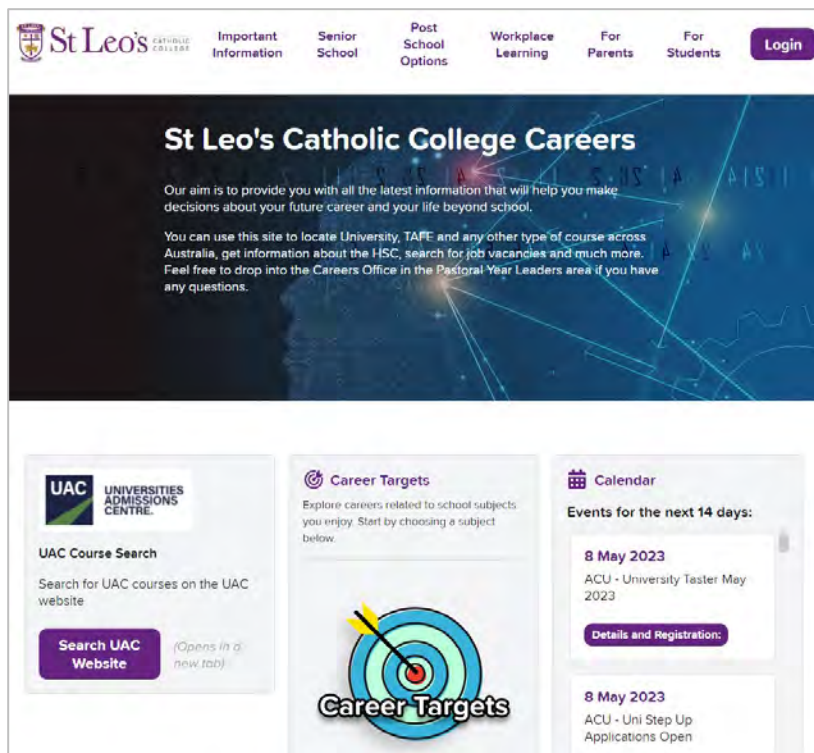 St Leo's CATHOLIC COLLEGE
Important Information
Senior School
Post School Options
Workplace Learning
For Parents
For Students
Login
St Leo's Catholic College Careers
Our aim is to provide you with all the latest information that will help you make
decisions about your future career and your life beyond school.
You can use this site to locate University, TAFE and any other type of course across
Australia, get information about the HSC, search for job vacancies and much more.
Feel free to drop into the Careers Office in the Pastoral Year Leaders area if you have
any questions.
UAC UNIVERSITIES
ADMISSIONS
CENTRE.
UAC Course Search
Search for UAC courses on the UAC
website
Search UAC
Website
(Opens in a
new tab)
Career Targets
Explore careers related to school subjects
you enjoy. Start by choosing a subject
below.
Career Targets
Calendar
Events for the next 14 days:
8 May 2023
ACU - University Taster May
2023
Details and Registration:
8 May 2023
ACU - Uni Step Up
Applications Open